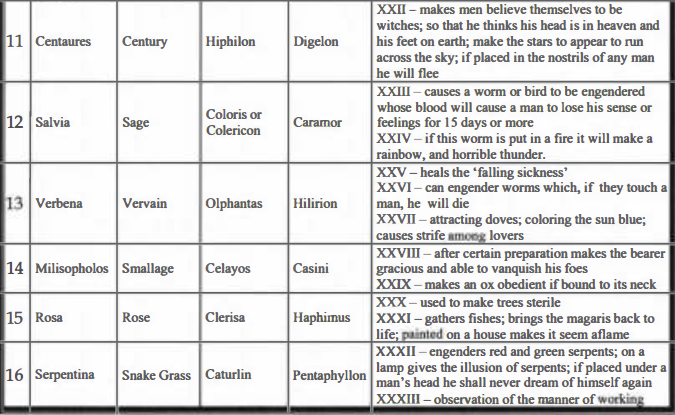 11 Centaures Century Hiphilon Digelon
XXII – makes men believe themselves to be
witches; so that he thinks his head is in heaven and
his feet on earth; make the stars to appear to run
across the sky; if placed in the nostrils of any man
he will flee
12 Salvia Sage Coloris or
Colericon Caramor
XXIII – causes a worm or bird to be engendered
whose blood will cause a man to lose his sense or
feelings for 15 days or more
XXIV – if this worm is put in a fire it will make a
rainbow, and horrible thunder.
13 Verbena Vervain Olphantas Hilirion
XXV – heals the ‘falling sickness’
XXVI – can engender worms which, if they touch a
man, he will die
XXVII – attracting doves; coloring the sun blue;
causes strife among lovers
14 Milisopholos Smallage Celayos Casini
XXVIII – after certain preparation makes the bearer
gracious and able to vanquish his foes
XXIX – makes an ox obedient if bound to its neck
15 Rosa Rose Clerisa Haphimus
XXX – used to make trees sterile
XXXI – gathers fishes; brings the magaris back to
life; painted on a house makes it seem aflame
16 Serpentina Snake Grass Caturlin Pentaphyllon
XXXII – engenders red and green serpents; on a
lamp gives the illusion of serpents; if placed under a
man’s head he shall never dream of himself again
XXXIII – observation of the manner of working